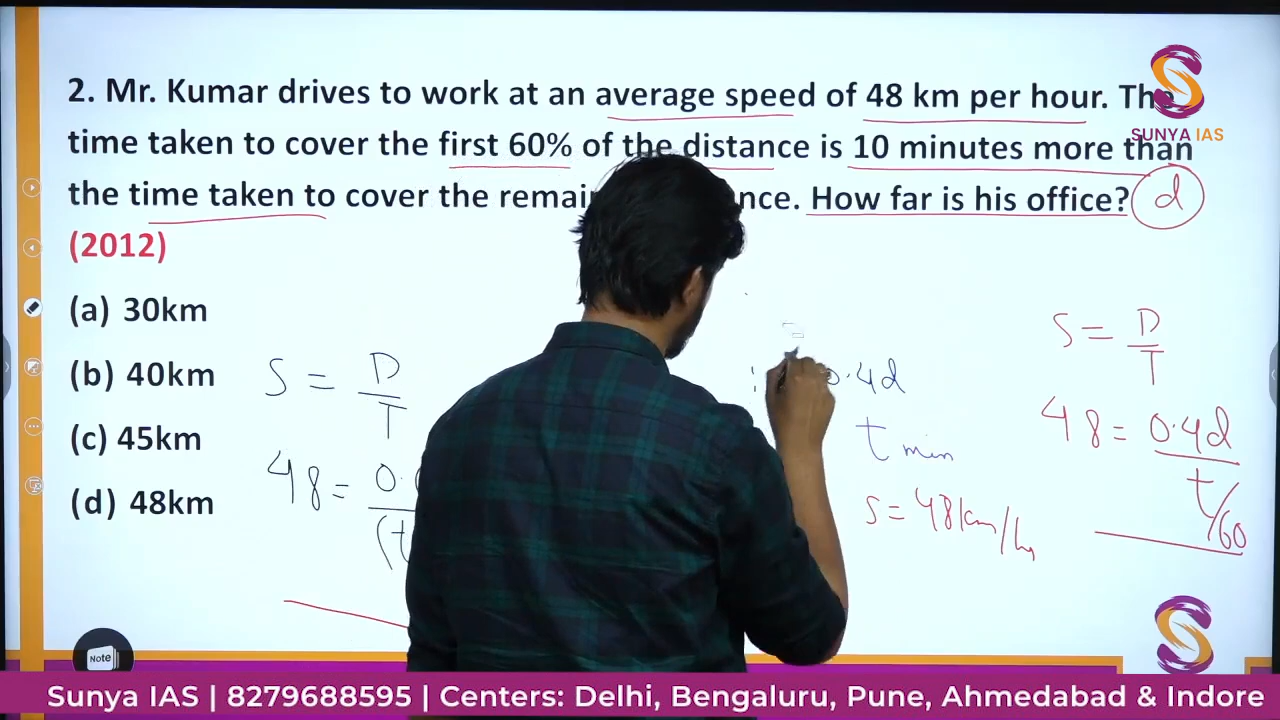 2. Mr. Kumar drives to work at an average speed of 48 km per hour. The
SUNYA IAS
time taken to cover the first 60% of the distance is 10 minutes more than
the time taken to cover the remai nce. How far is his office? d
(2012)
(a) 30km
(b) 40km
(c) 45km
(d) 48km
S = D/T
48 = 0.
(t
0.4d
t min
S = 48km/hr
S = D/T
48 = 0.4d
t/60
Note
Sunya IAS | 8279688595 | Centers: Delhi, Bengaluru, Pune, Ahmedabad & Indore